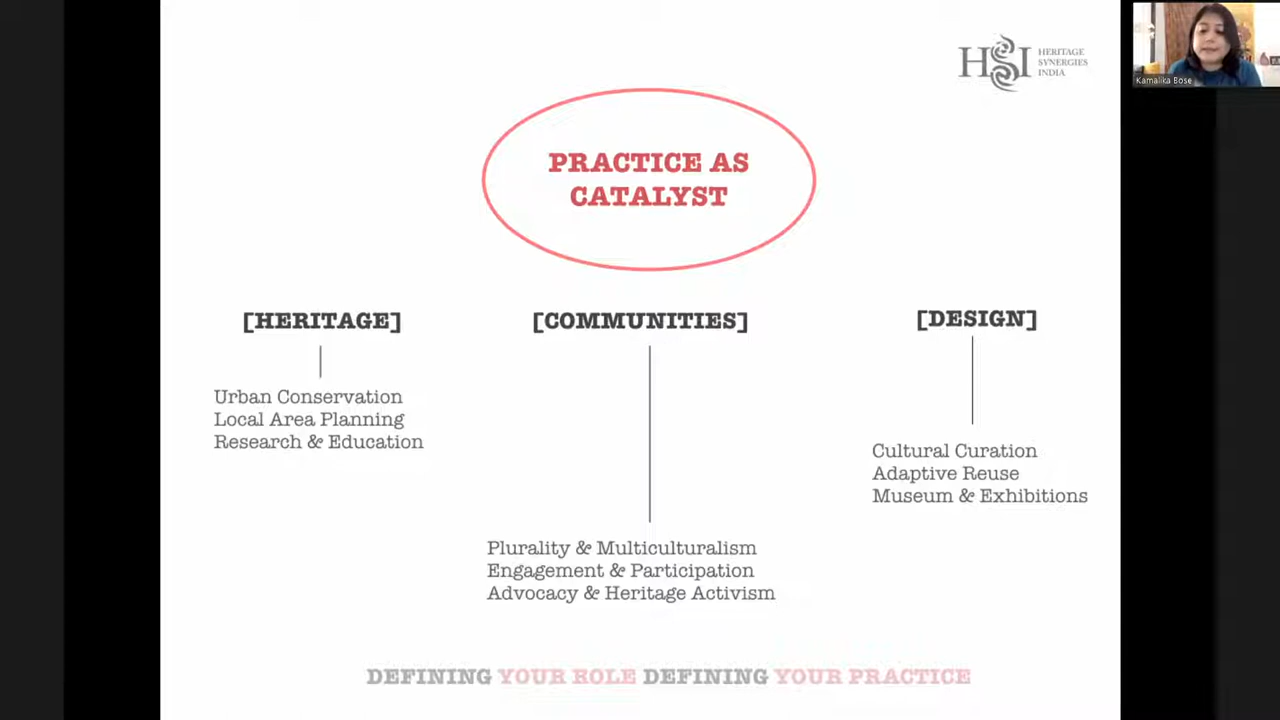 HSI HERITAGE
SYNERGIES
INDIA
Kamalika Bose
PRACTICE AS
CATALYST
[HERITAGE]
[COMMUNITIES]
[DESIGN]
Urban Conservation
Local Area Planning
Research & Education
Cultural Curation
Adaptive Reuse
Museum & Exhibitions
Plurality & Multiculturalism
Engagement & Participation
Advocacy & Heritage Activism
DEFINING YOUR ROLE DEFINING YOUR PRACTICE